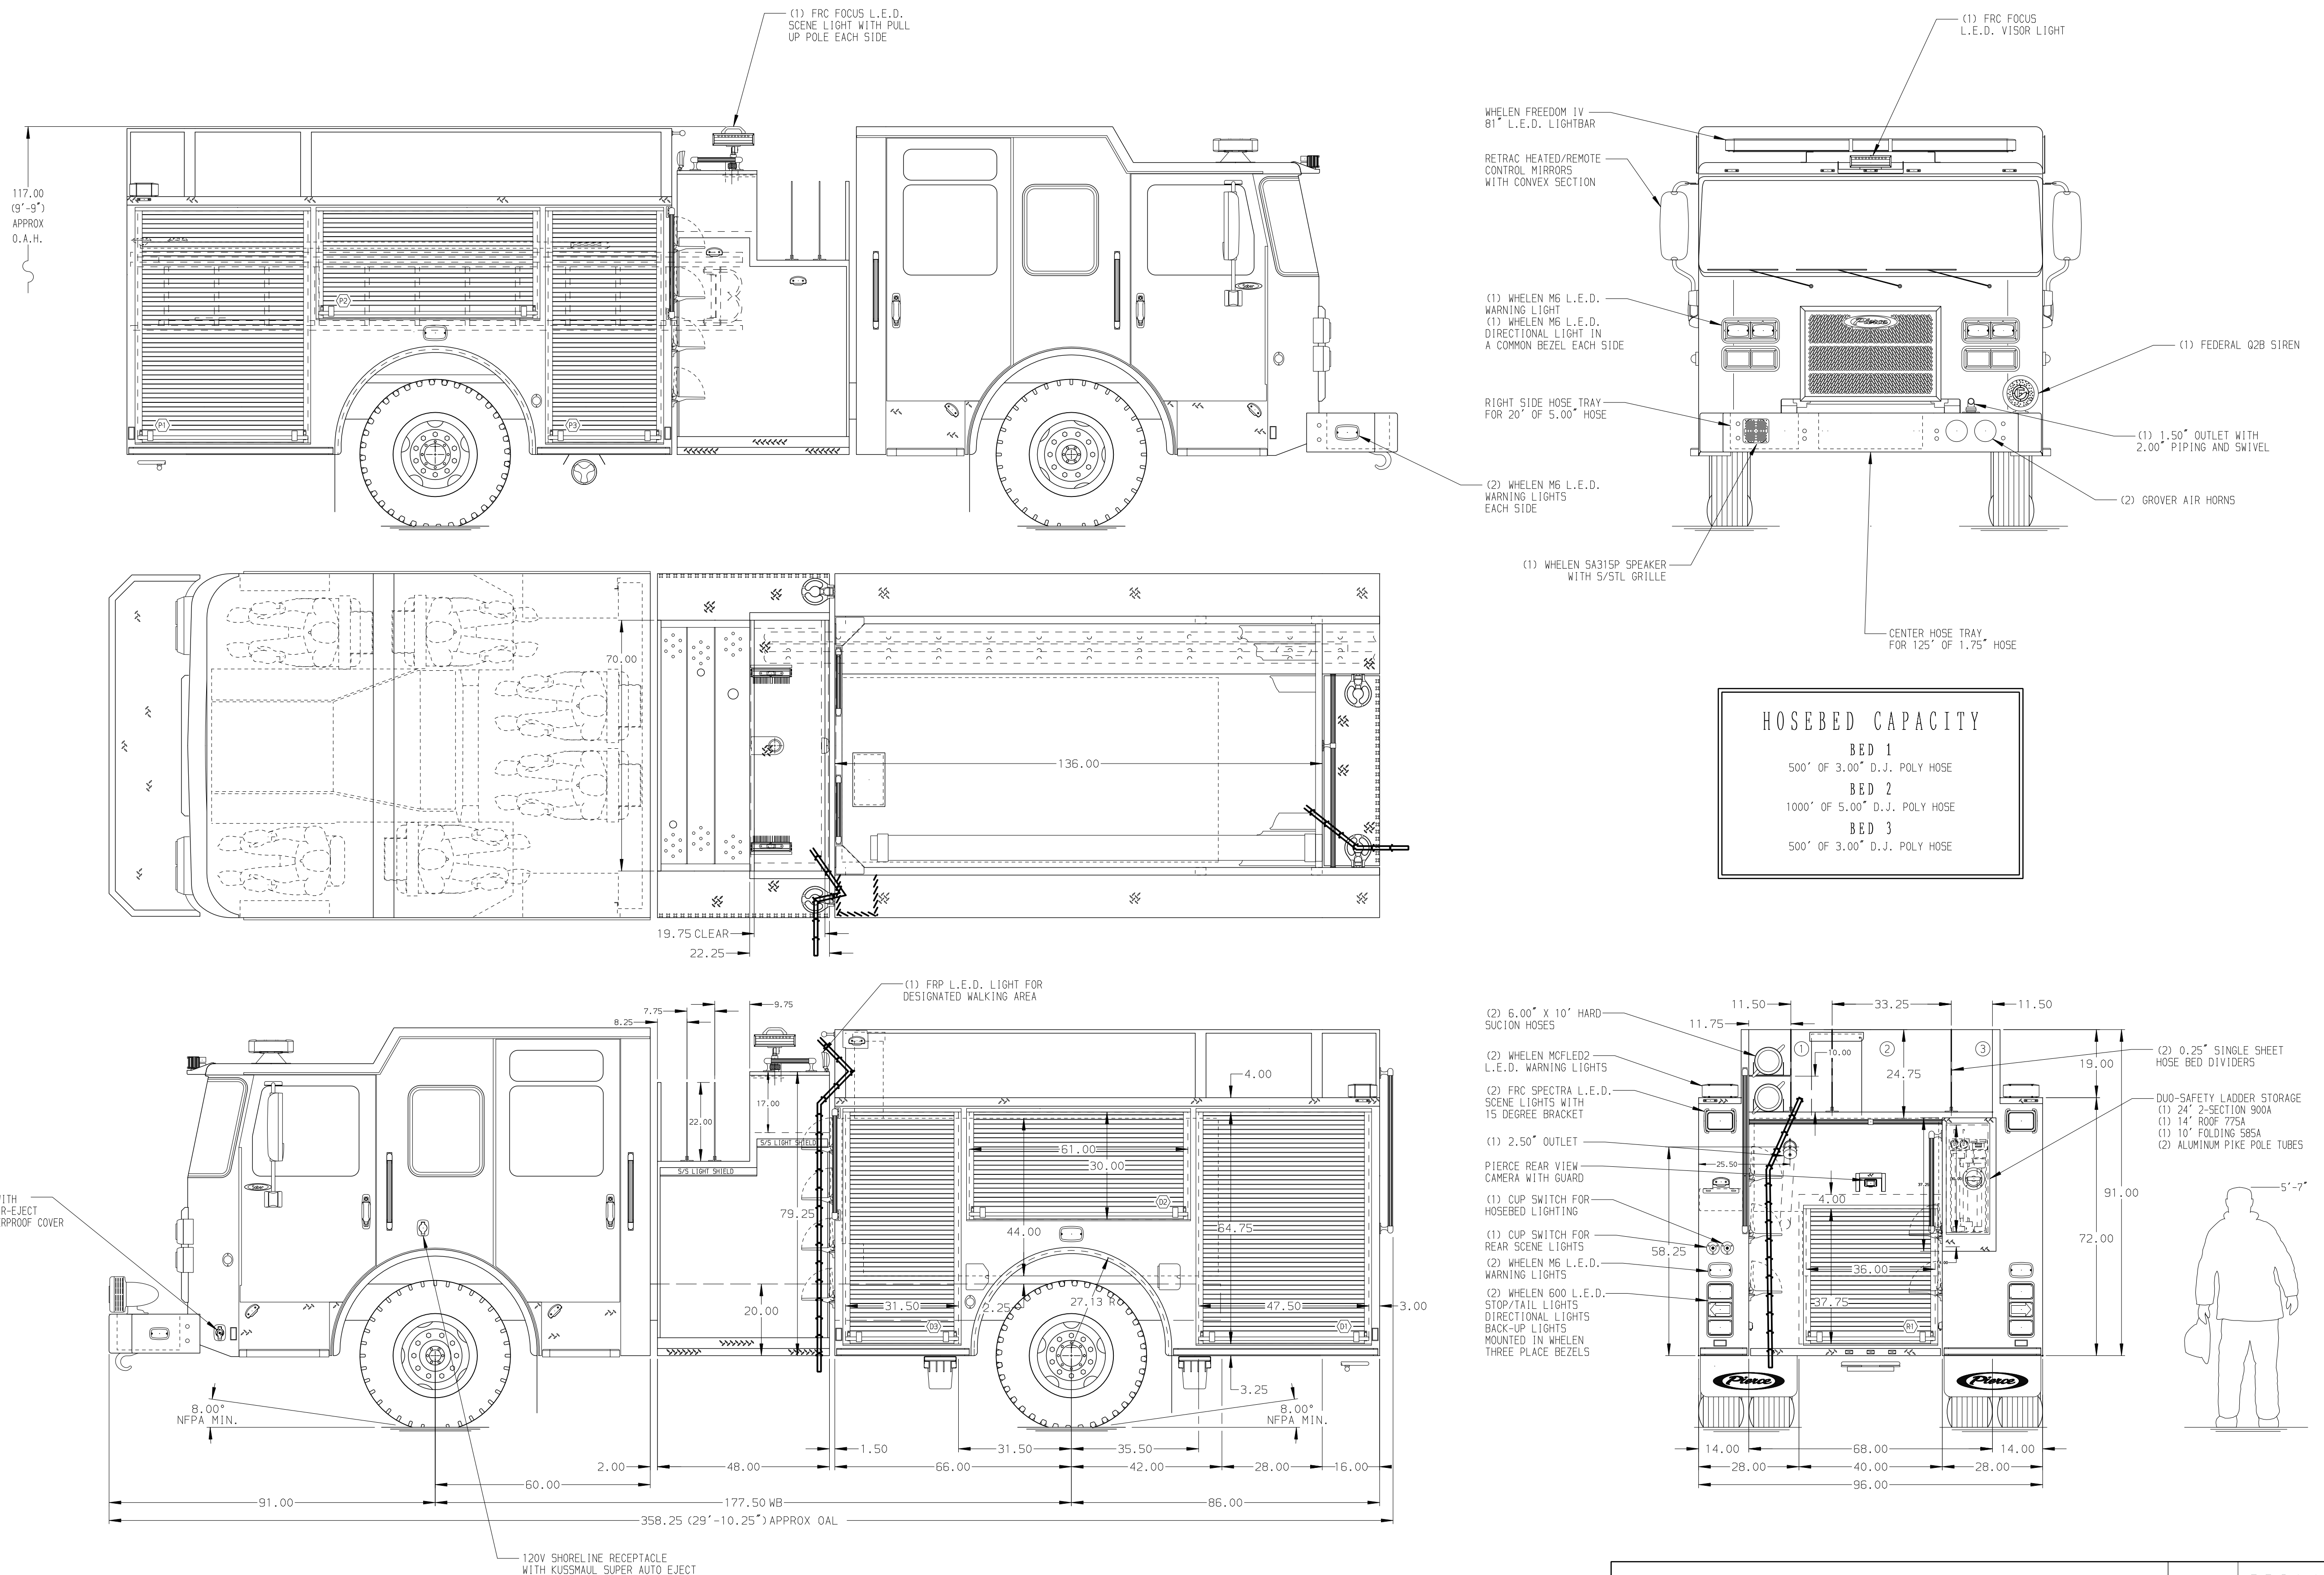 (1) FRC FOCUS L.E.D.
SCENE LIGHT WITH PULL
UP POLE EACH SIDE
117.00
(9'-9")
APPROX
O.A.H.
P2
P1
P3
Saber
(2) WHELEN M6 L.E.D.
WARNING LIGHTS
EACH SIDE
(1) FRC FOCUS
L.E.D. VISOR LIGHT
WHELEN FREEDOM IV
81" L.E.D. LIGHTBAR
RETRAC HEATED/REMOTE
CONTROL MIRRORS
WITH CONVEX SECTION
(1) WHELEN M6 L.E.D.
WARNING LIGHT
(1) WHELEN M6 L.E.D.
DIRECTIONAL LIGHT IN
A COMMON BEZEL EACH SIDE
RIGHT SIDE HOSE TRAY
FOR 20' OF 5.00" HOSE
Pierce
(1) FEDERAL Q2B SIREN
(1) 1.50" OUTLET WITH
2.00" PIPING AND SWIVEL
(2) GROVER AIR HORNS
(1) WHELEN SA315P SPEAKER
WITH S/STL GRILLE
CENTER HOSE TRAY
FOR 125' OF 1.75" HOSE
70.00
136.00
19.75 CLEAR
22.25
HOSEBED CAPACITY
BED 1
500' OF 3.00" D.J. POLY HOSE
BED 2
1000' OF 5.00" D.J. POLY HOSE
BED 3
500' OF 3.00" D.J. POLY HOSE
(1) FRP L.E.D. LIGHT FOR
DESIGNATED WALKING AREA
9.75
7.75
8.25
4.00
17.00
22.00
S/S LIGHT SHIELD
S/S LIGHT SHIELD
61.00
30.00
D2
Saber
79.25
44.00
64.75
WITH
R-EJECT
RPROOF COVER
20.00
31.50
2.25
27.13 R
47.50
3.00
D3
D1
3.25
8.00°
NFPA MIN.
8.00°
NFPA MIN.
1.50
31.50
35.50
2.00
48.00
66.00
42.00
28.00
16.00
60.00
91.00
177.50 WB
86.00
358.25 (29'-10.25") APPROX OAL
120V SHORELINE RECEPTACLE
WITH KUSSMAUL SUPER AUTO EJECT
11.50
33.25
11.50
11.75
(2) 6.00" X 10' HARD
SUCION HOSES
1
2
3
10.00
24.75
19.00
(2) 0.25" SINGLE SHEET
HOSE BED DIVIDERS
(2) WHELEN MCFLED2
L.E.D. WARNING LIGHTS
(2) FRC SPECTRA L.E.D.
SCENE LIGHTS WITH
15 DEGREE BRACKET
DUO-SAFETY LADDER STORAGE
(1) 24' 2-SECTION 900A
(1) 14' ROOF 775A
(1) 10' FOLDING 585A
(2) ALUMINUM PIKE POLE TUBES
(1) 2.50" OUTLET
25.50
PIERCE REAR VIEW
CAMERA WITH GUARD
4.00
91.00
5'-7"
(1) CUP SWITCH FOR
HOSEBED LIGHTING
(1) CUP SWITCH FOR
REAR SCENE LIGHTS
58.25
72.00
(2) WHELEN M6 L.E.D.
WARNING LIGHTS
36.00
37.75
R1
(2) WHELEN 600 L.E.D.
STOP/TAIL LIGHTS
DIRECTIONAL LIGHTS
BACK-UP LIGHTS
MOUNTED IN WHELEN
THREE PLACE BEZELS
Pierce
Pierce
14.00
68.00
14.00
28.00
40.00
28.00
96.00